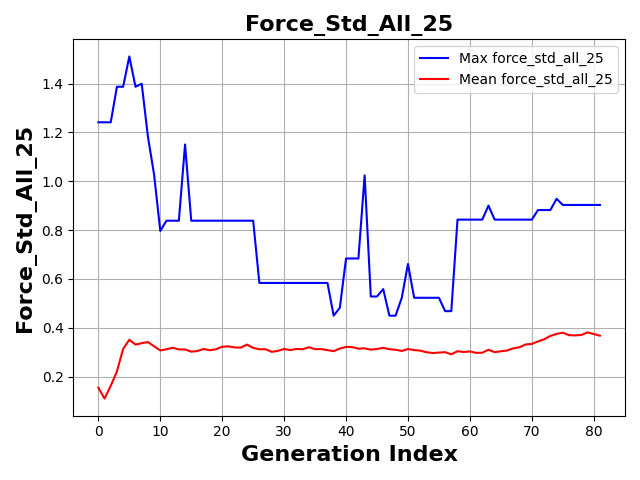 Force_Std_All_25
Max force_std_all_25
Mean force_std_all_25
Force_Std_All_25
1.4
1.2
1.0
0.8
0.6
0.4
0.2
0 10 20 30 40 50 60 70 80
Generation Index